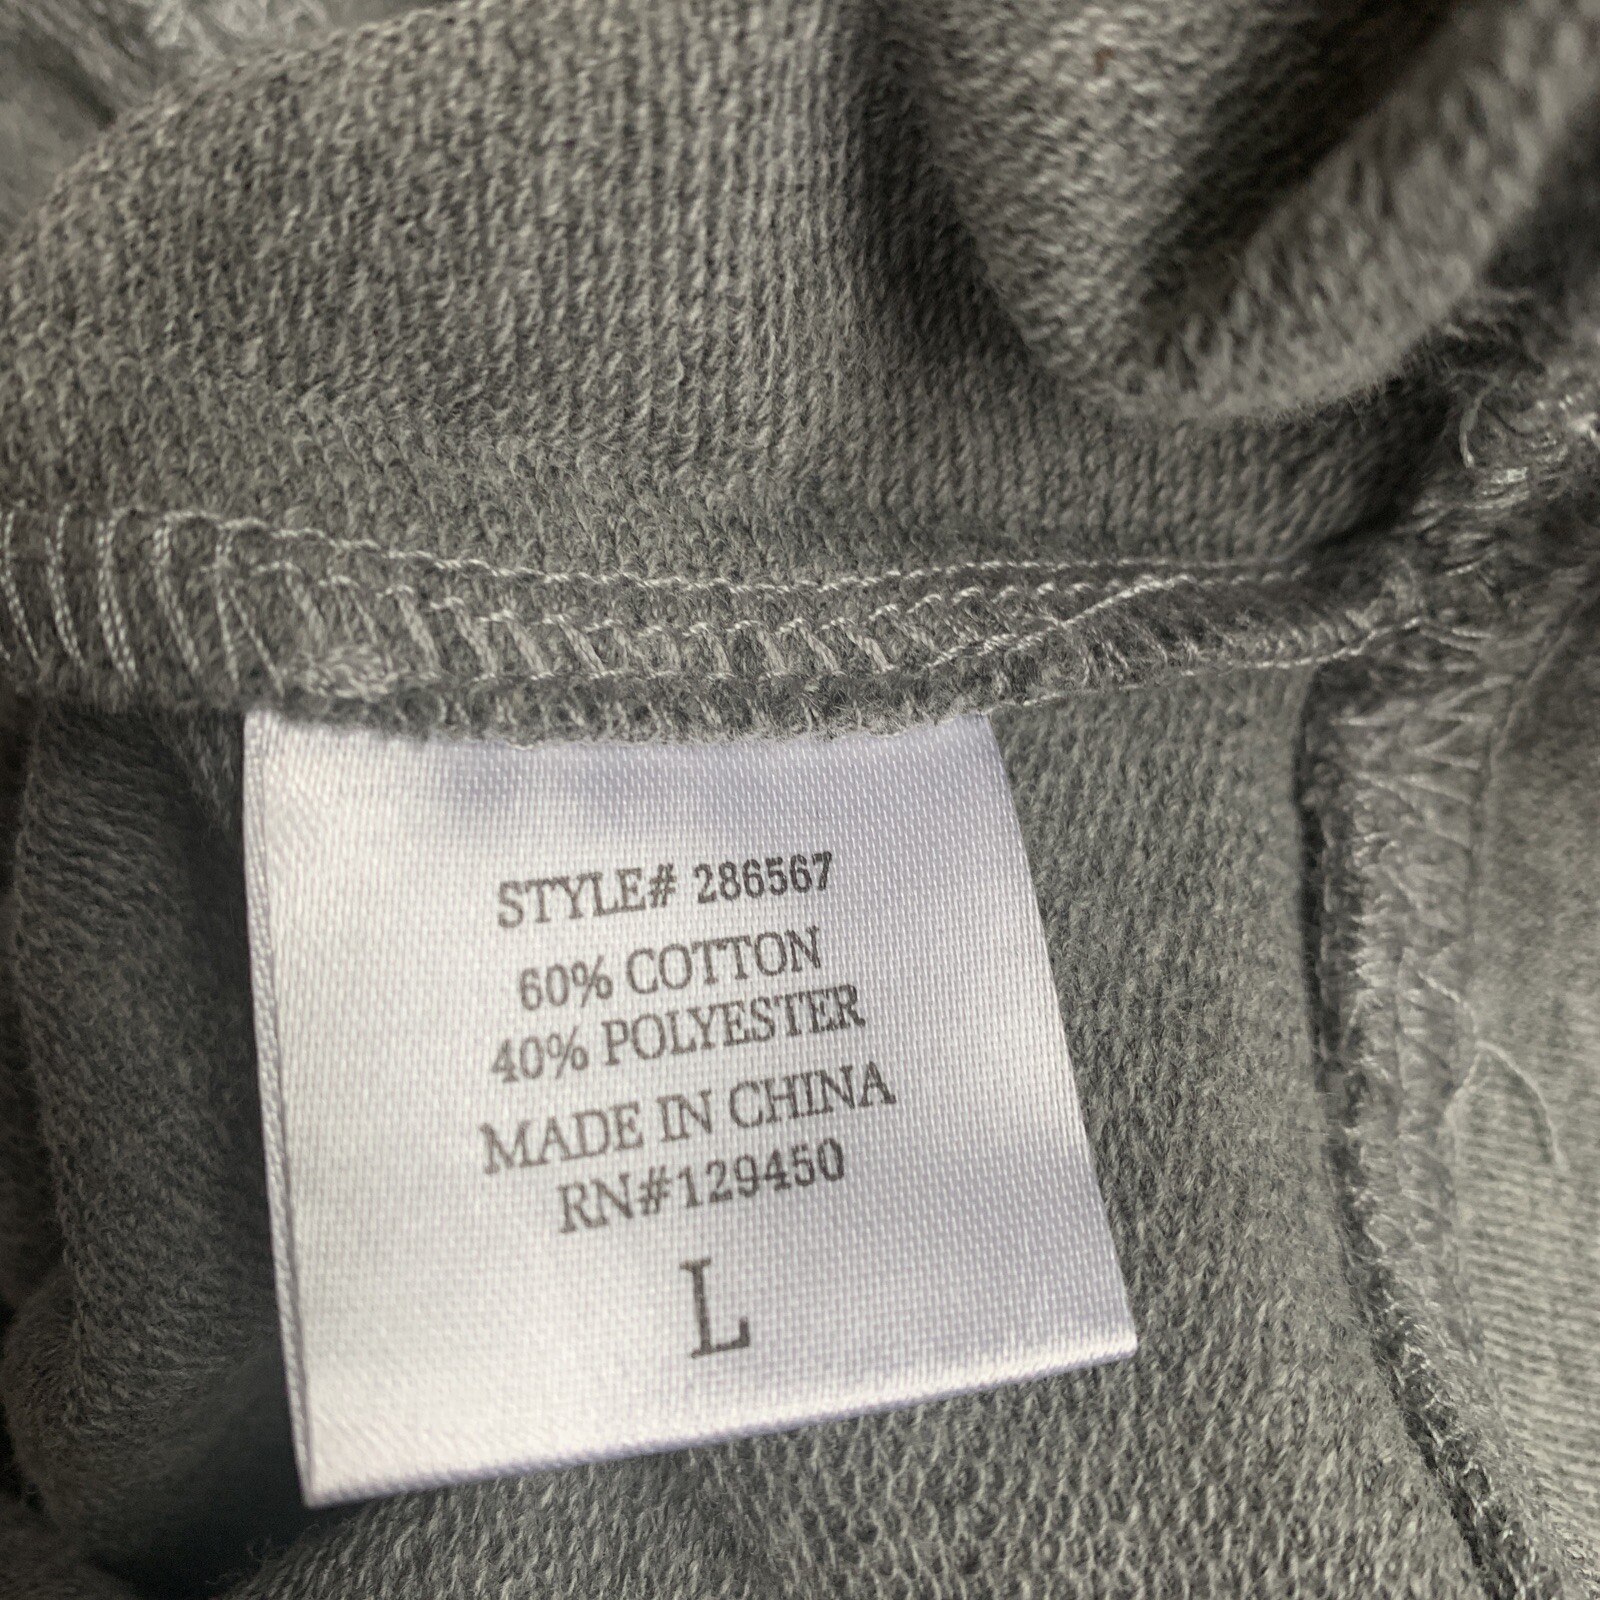 STYLE# 286567
60% COTTON
40% POLYESTER
MADE IN CHINA
RN#129450
L